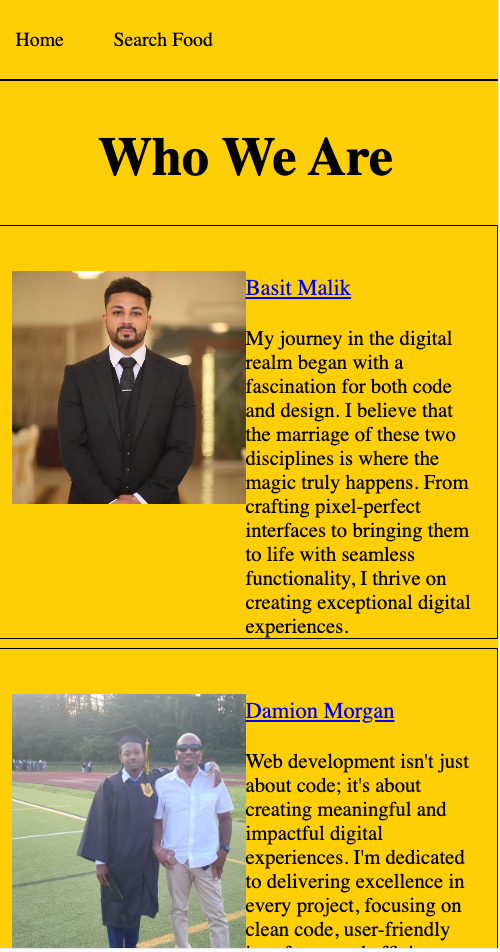 Home Search Food
Who We Are
Basit Malik
My journey in the digital
realm began with a
fascination for both code
and design. I believe that
the marriage of these two
disciplines is where the
magic truly happens. From
crafting pixel-perfect
interfaces to bringing them
to life with seamless
functionality, I thrive on
creating exceptional digital
experiences.
Damion Morgan
Web development isn't just
about code; it's about
creating meaningful and
impactful digital
experiences. I'm dedicated
to delivering excellence in
every project, focusing on
clean code, user-friendly